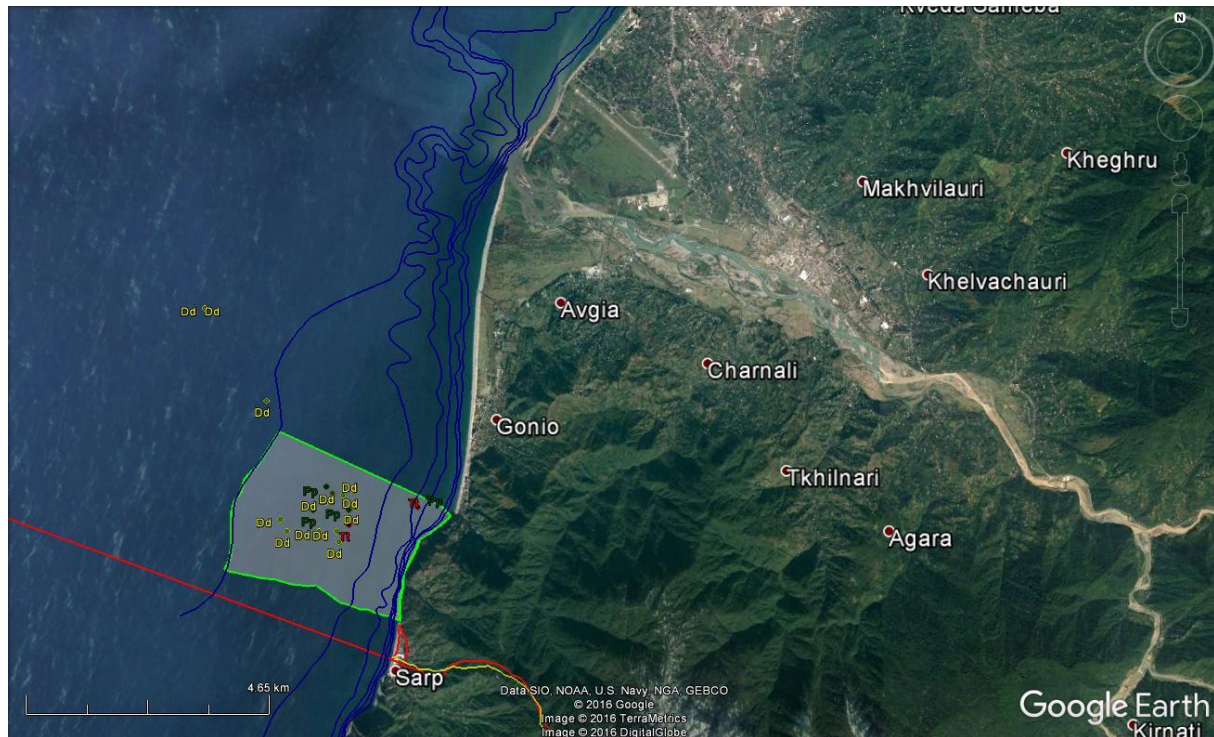 Kveda Sameba
N
Kheghru
Makhvilauri
Khelvachauri
Avgia
Dd Dd
Charnali
Dd
Gonio
Tkhilnari
Pp Dd
Dd Dd Dd
Tt Pp
Dd Pp Pp Dd
Agara
Dd Dd Dd Tt
Dd
Sarp
4.65 km
Data SIO, NOAA, U.S. Navy, NGA, GEBCO
© 2016 Google
Image © 2016 TerraMetrics
Image © 2016 DigitalGlobe
Google Earth
Kirnati